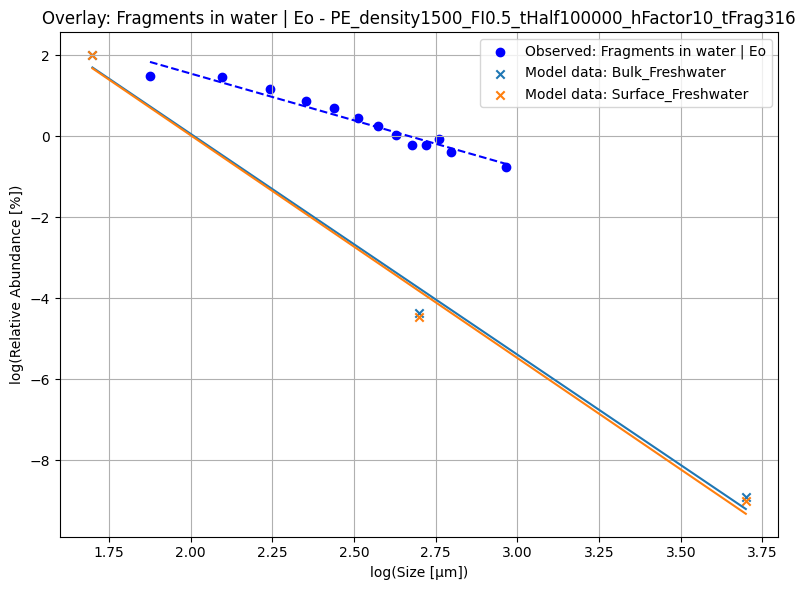 Overlay: Fragments in water | Eo - PE_density1500_FI0.5_tHalf100000_hFactor10_tFrag316
Observed: Fragments in water | Eo
Model data: Bulk_Freshwater
Model data: Surface_Freshwater
log(Relative Abundance [%])
2
0
−2
−4
−6
−8
1.75 2.00 2.25 2.50 2.75 3.00 3.25 3.50 3.75
log(Size [µm])